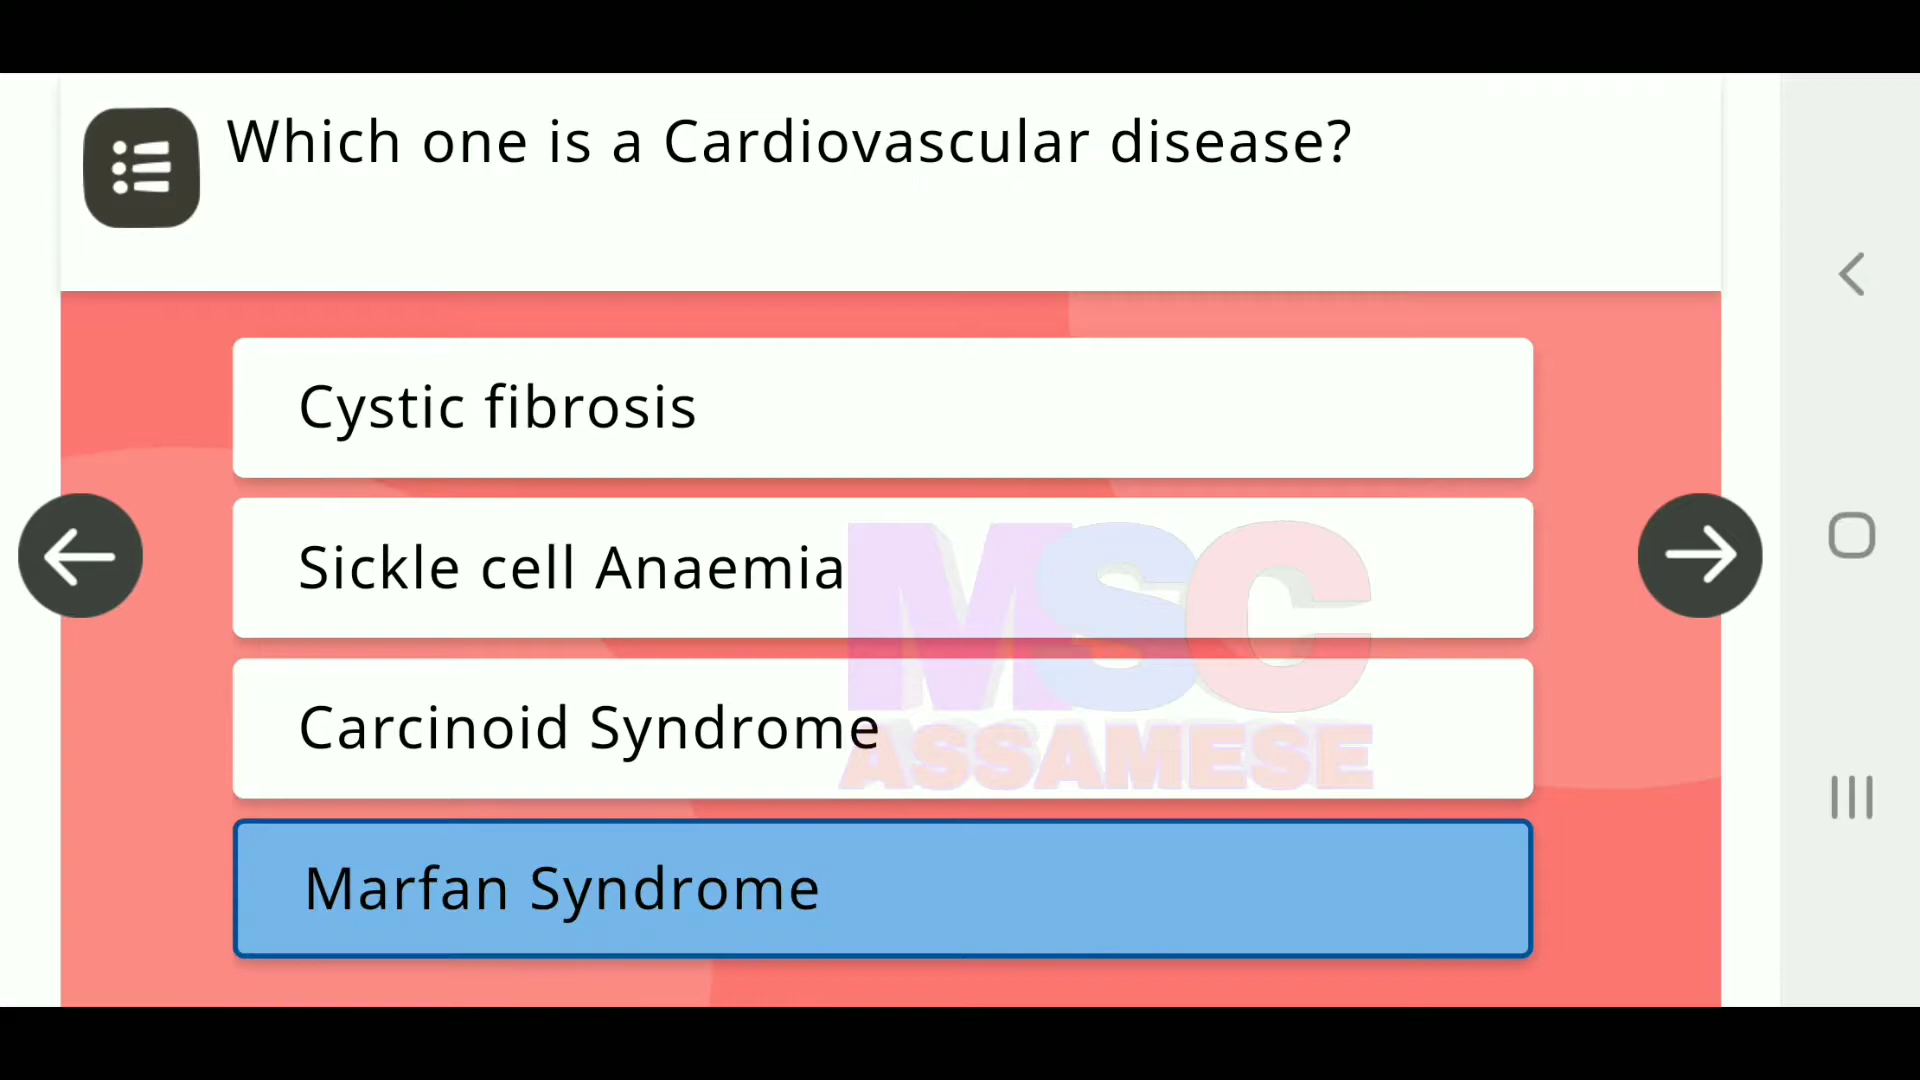 Which one is a Cardiovascular disease?
Cystic fibrosis
Sickle cell Anaemia
Carcinoid Syndrome
Marfan Syndrome
MSC
ASSAMESE